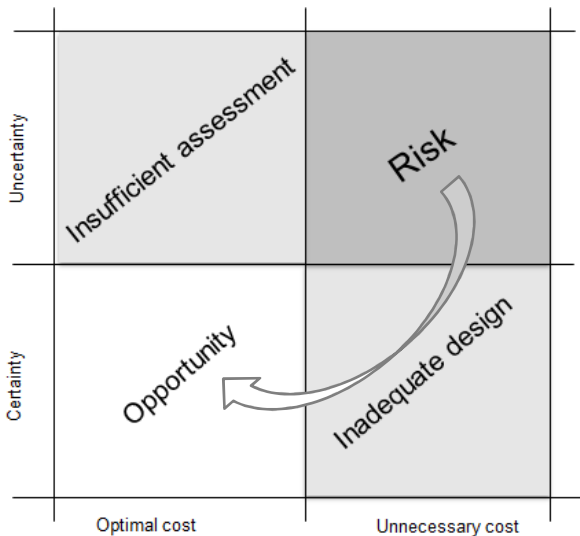 Uncertainty
Insufficient assessment
Risk
Certainty
Opportunity
Inadequate design
Optimal cost
Unnecessary cost